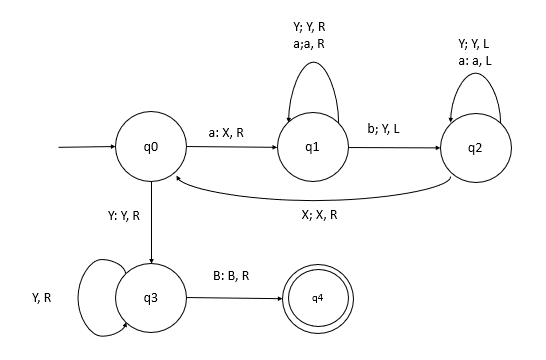 Y; Y, R
a;a, R
Y; Y, L
a: a, L
q0
a: X, R
q1
b; Y, L
q2
X; X, R
Y: Y, R
Y, R
q3
B: B, R
q4